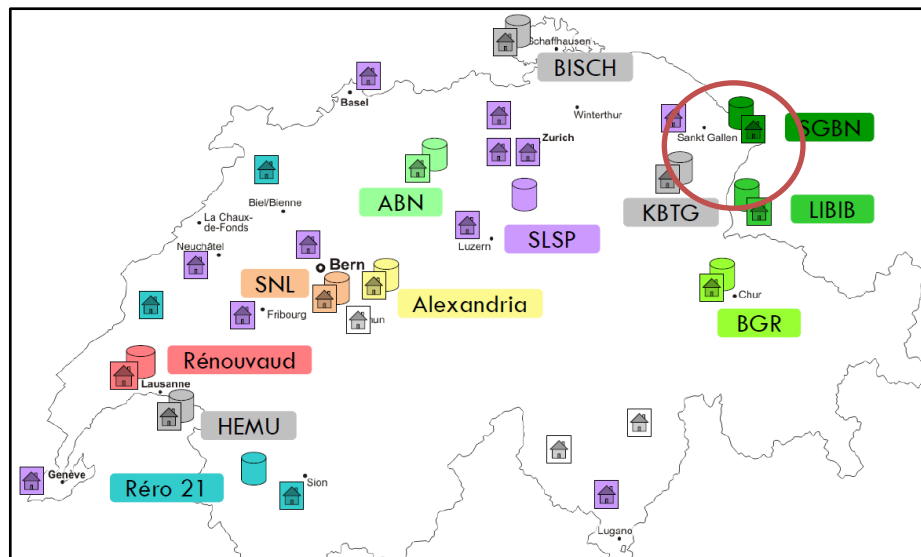 Schaffhausen
BISCH
Basel
Winterthur
Zurich
Sankt Gallen
SGBN
ABN
Biel/Bienne
KBTG
LIBIB
La Chaux-
de-Fonds
Luzern
SLSP
Neuchâtel
Bern
SNL
Alexandria
Chur
Fribourg
BGR
Rénouvaud
Lausanne
HEMU
Genève
Réro 21
Sion
Lugano